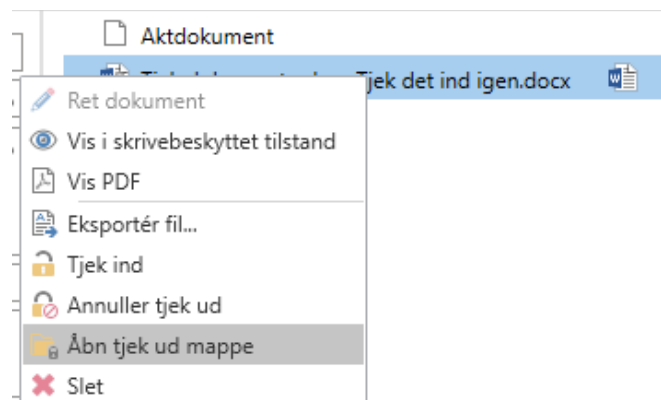 Aktdokument
Tjek det ind igen.docx
Ret dokument
Vis i skrivebeskyttet tilstand
Vis PDF
Eksportér fil...
Tjek ind
Annuller tjek ud
Åbn tjek ud mappe
Slet